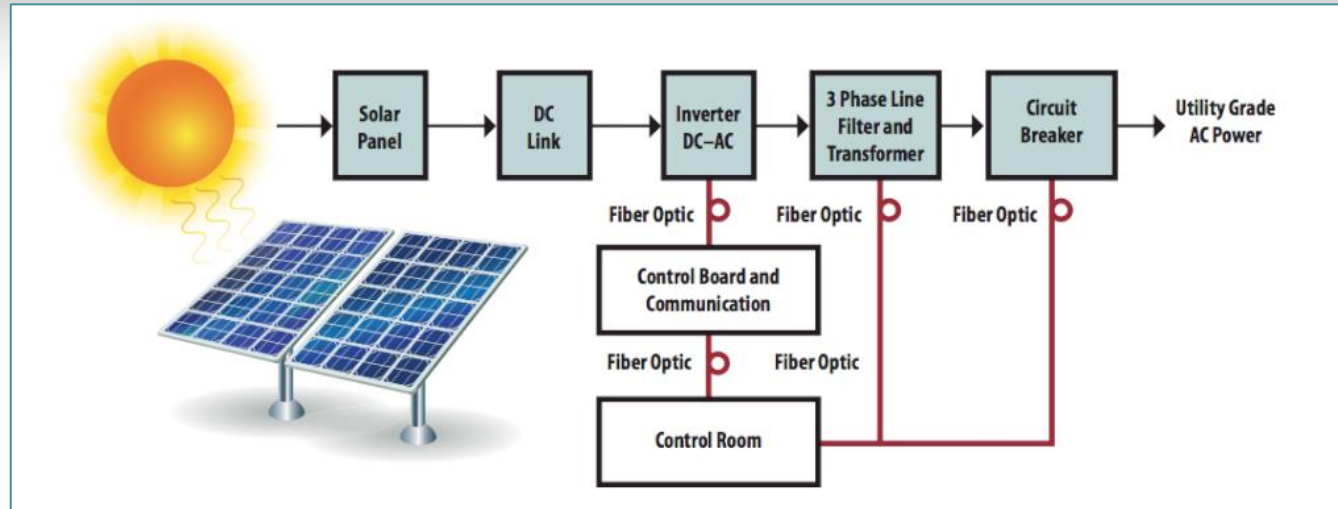 Solar
Panel
DC
Link
Inverter
DC–AC
3 Phase Line
Filter and
Transformer
Circuit
Breaker
Utility Grade
AC Power
Fiber Optic
Fiber Optic
Fiber Optic
Control Board and
Communication
Fiber Optic
Fiber Optic
Control Room